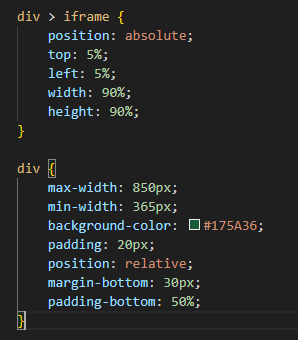 div > iframe {
position: absolute;
top: 5%;
left: 5%;
width: 90%;
height: 90%;
}
div {
max-width: 850px;
min-width: 365px;
background-color: #175A36;
padding: 20px;
position: relative;
margin-bottom: 30px;
padding-bottom: 50%;
}